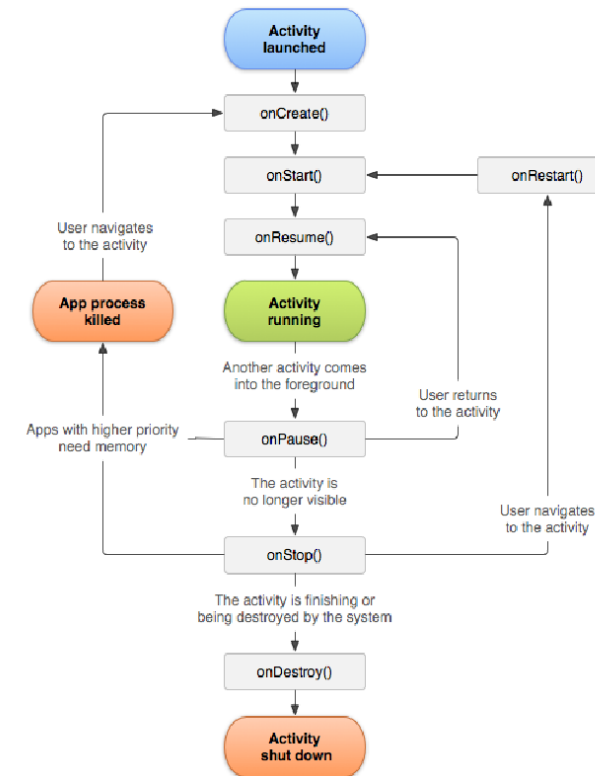 Activity
launched
onCreate()
onStart()
onRestart()
User navigates
to the activity
onResume()
App process
killed
Activity
running
Another activity comes
into the foreground
User returns
to the activity
Apps with higher priority
need memory
onPause()
The activity is
no longer visible
User navigates
to the activity
onStop()
The activity is finishing or
being destroyed by the system
onDestroy()
Activity
shut down